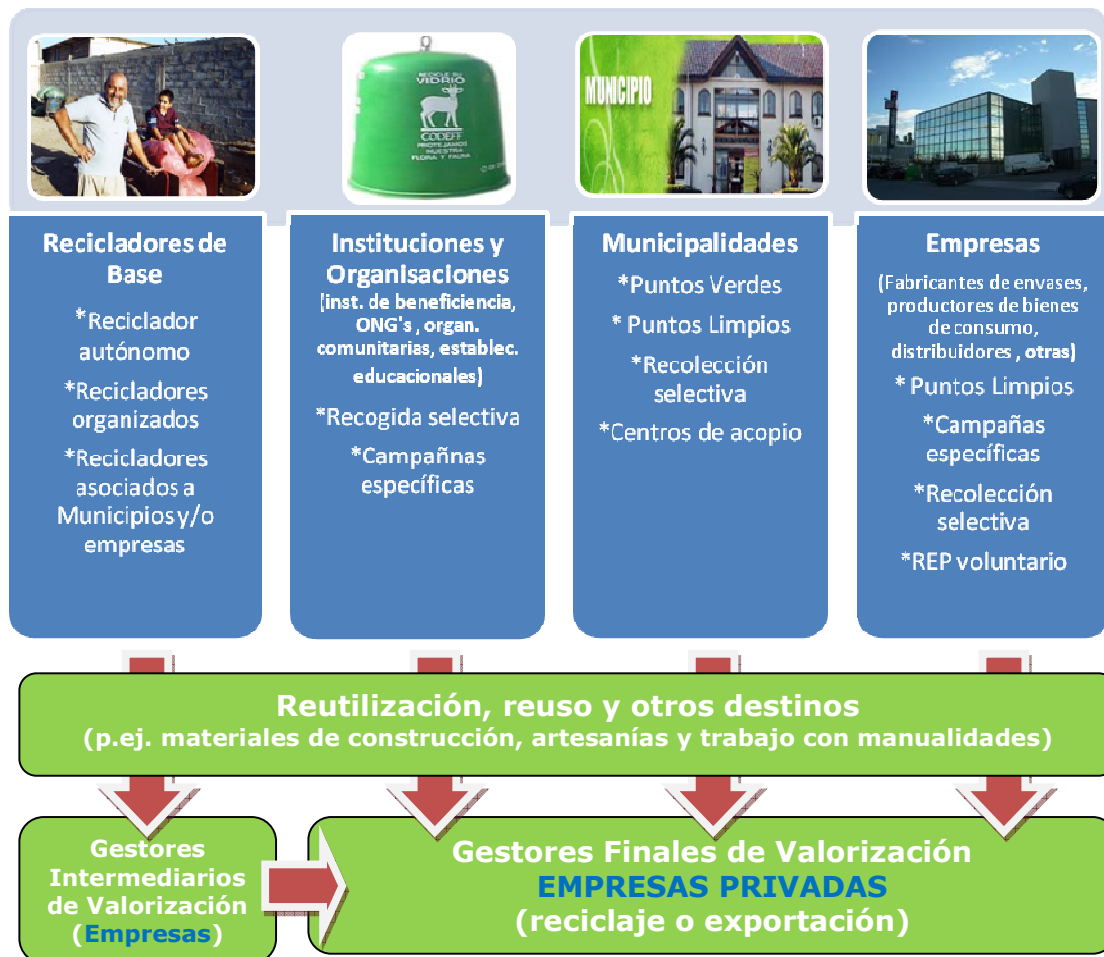 RECICLE SU
VIDRIO
CODEFF
PROTEJAMOS
NUESTRA
FLORA Y FAUNA
MUNICIPIO
Recicladores de
Base
*Reciclador
autónomo
*Recicladores
organizados
*Recicladores
asociados a
Municipios y/o
empresas
Instituciones y
Organisaciones
(inst. de beneficiencia,
ONG's , organ.
comunitarias, establec.
educacionales)
*Recogida selectiva
*Campañnas
específicas
Municipalidades
*Puntos Verdes
* Puntos Limpios
*Recolección
selectiva
*Centros de acopio
Empresas
(Fabricantes de envases,
productores de bienes
de consumo,
distribuidores , otras)
* Puntos Limpios
*Campañas
específicas
*Recolección
selectiva
*REP voluntario
Reutilización, reuso y otros destinos
(p.ej. materiales de construcción, artesanías y trabajo con manualidades)
Gestores
Intermediarios
de Valorización
(Empresas)
Gestores Finales de Valorización
EMPRESAS PRIVADAS
(reciclaje o exportación)